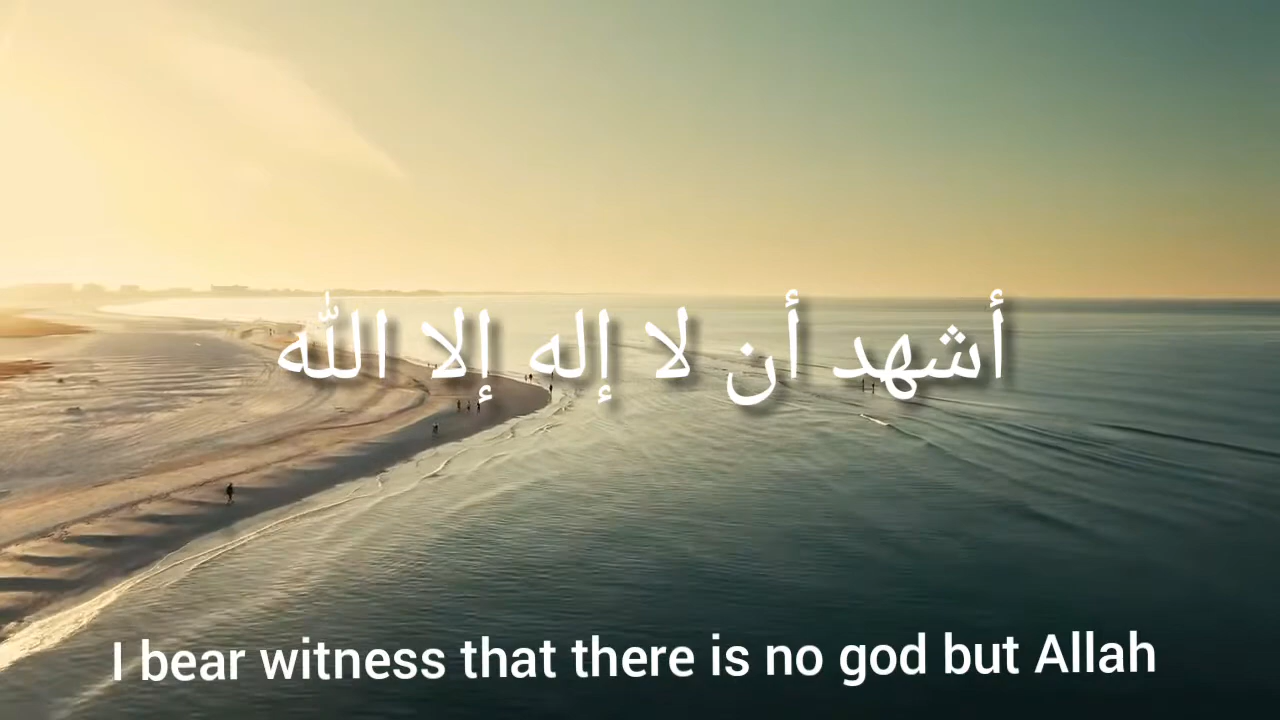 أشهد أن لا إله إلا الله
I bear witness that there is no god but Allah